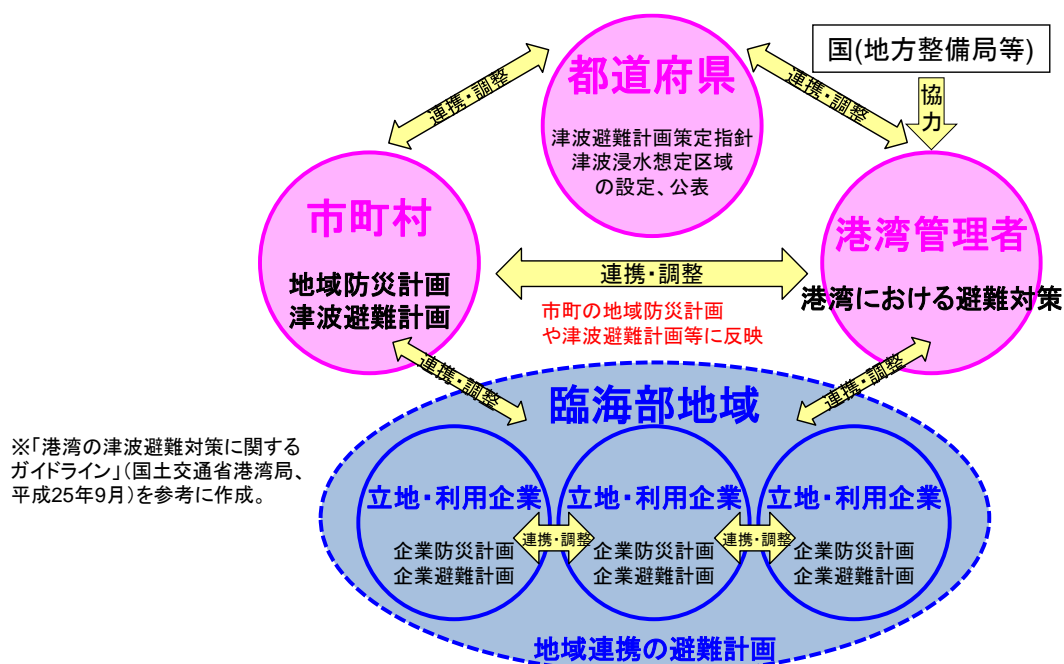 国(地方整備局等)
協力
都道府県
津波避難計画策定指針
津波浸水想定区域
の設定、公表
連携・調整
連携・調整
市町村
地域防災計画
津波避難計画
連携・調整
市町の地域防災計画
や津波避難計画等に反映
港湾管理者
港湾における避難対策
連携・調整
連携・調整
臨海部地域
立地・利用企業
企業防災計画
企業避難計画
連携・調整
立地・利用企業
企業防災計画
企業避難計画
連携・調整
立地・利用企業
企業防災計画
企業避難計画
地域連携の避難計画
※「港湾の津波避難対策に関する
ガイドライン」(国土交通省港湾局、
平成25年9月)を参考に作成。